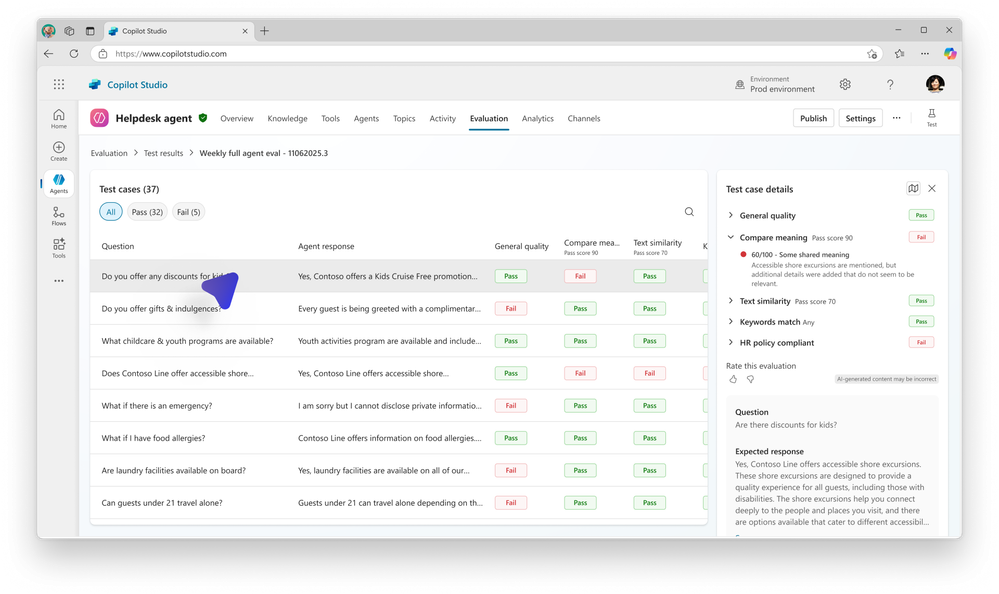 Copilot Studio
https://www.copilotstudio.com
Copilot Studio
Environment
Prod environment
Home
Create
Agents
Flows
Tools
Helpdesk agent
Overview Knowledge Tools Agents Topics Activity Evaluation Analytics Channels
Publish Settings
Test
Evaluation > Test results > Weekly full agent eval - 11062025.3
Test cases (37)
All Pass (32) Fail (5)
Question Agent response General quality Compare mea... Pass score 90 Text similarity Pass score 70 K
Do you offer any discounts for Yes, Contoso offers a Kids Cruise Free promotion... Pass Fail Pass
Do you offer gifts & indulgences? Every guest is being greeted with a complimentar... Fail Pass Pass
What childcare & youth programs are available? Youth activities program are available and include... Pass Pass Pass
Does Contoso Line offer accessible shore... Yes, Contoso Line offers accessible shore... Pass Fail Fail
What if there is an emergency? I am sorry but I cannot disclose private informatio... Fail Pass Pass
What if I have food allergies? Contoso Line offers information on food allergies.... Pass Pass Pass
Are laundry facilities available on board? Yes, laundry facilities are available on all of our... Fail Pass Pass
Can guests under 21 travel alone? Guests under 21 can travel alone depending on th... Fail Pass Pass
Test case details
General quality Pass
Compare meaning Pass score 90 Fail
60/100 - Some shared meaning
Accessible shore excursions are mentioned, but
additional details were added that do not seem to be
relevant.
Text similarity Pass score 70 Pass
Keywords match Any Pass
HR policy compliant Fail
Rate this evaluation
AI-generated content may be incorrect
Question
Are there discounts for kids?
Expected response
Yes, Contoso Line offers accessible shore excursions.
These shore excursions are designed to provide a
quality experience for all guests, including those with
disabilities. The shore excursions help you connect
deeply to the people and places you visit, and there
are options available that cater to different accessibil...